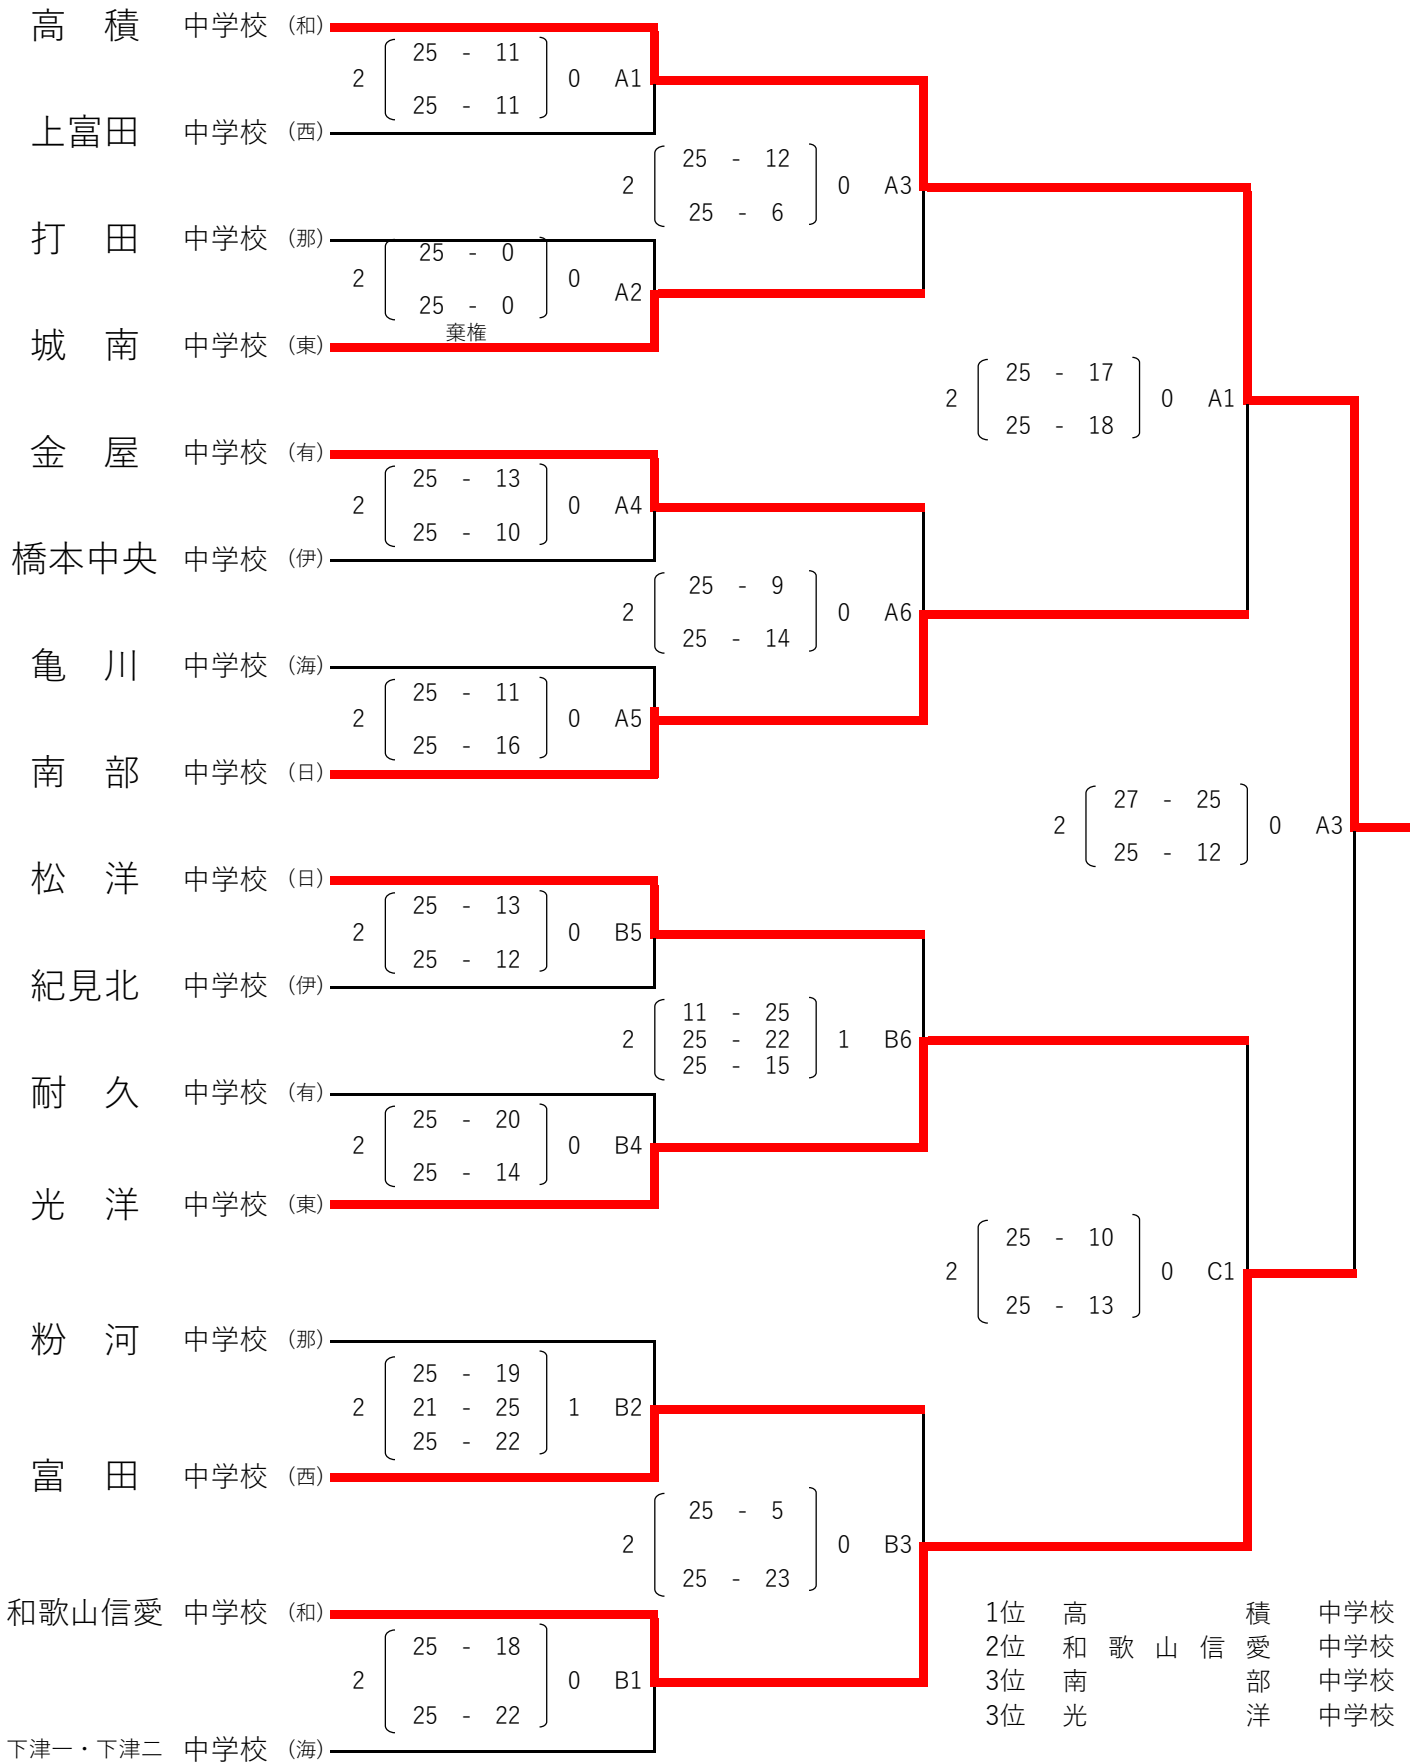 高 積 中学校 (和)
25 - 11
2 0 A1
25 - 11
上富田 中学校 (西)
25 - 12
2 0 A3
25 - 6
打 田 中学校 (那)
25 - 0
2 0 A2
25 - 0
棄権
城 南 中学校 (東)
25 - 17
2 0 A1
25 - 18
金 屋 中学校 (有)
25 - 13
2 0 A4
25 - 10
橋本中央 中学校 (伊)
25 - 9
2 0 A6
25 - 14
亀 川 中学校 (海)
25 - 11
2 0 A5
25 - 16
南 部 中学校 (日)
27 - 25
2 0 A3
25 - 12
松 洋 中学校 (日)
25 - 13
2 0 B5
25 - 12
紀見北 中学校 (伊)
11 - 25
2 25 - 22 1 B6
25 - 15
耐 久 中学校 (有)
25 - 20
2 0 B4
25 - 14
光 洋 中学校 (東)
25 - 10
2 0 C1
25 - 13
粉 河 中学校 (那)
25 - 19
2 21 - 25 1 B2
25 - 22
富 田 中学校 (西)
25 - 5
2 0 B3
25 - 23
和歌山信愛 中学校 (和)
25 - 18
2 0 B1
25 - 22
下津一・下津二 中学校 (海)
1位 高 積 中学校
2位 和歌山信愛 中学校
3位 南 部 中学校
3位 光 洋 中学校